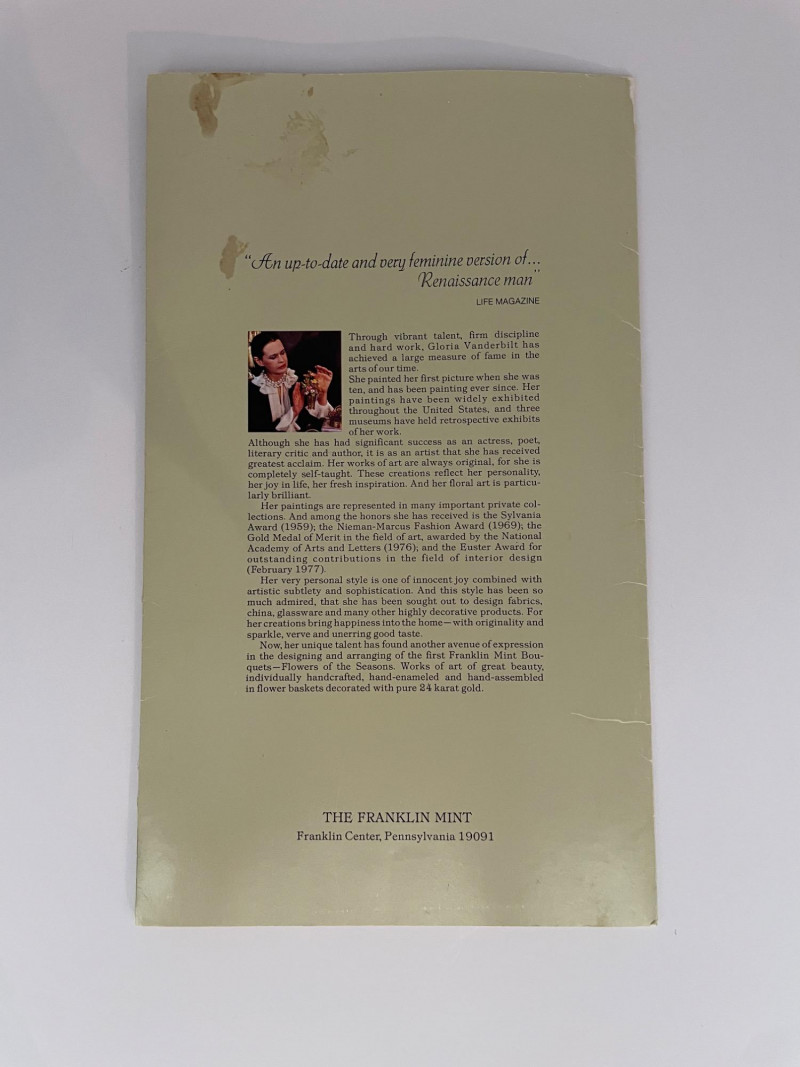 “An up-to-date and very feminine version of...
Renaissance man”
LIFE MAGAZINE
Through vibrant talent, firm discipline
and hard work, Gloria Vanderbilt has
achieved a large measure of fame in the
arts of our time.
She painted her first picture when she was
ten, and has been painting ever since. Her
paintings have been widely exhibited
throughout the United States, and three
museums have held retrospective exhibits
of her work.
Although she has had significant success as an actress, poet,
literary critic and author, it is as an artist that she has received
greatest acclaim. Her works of art are always original, for she is
completely self-taught. These creations reflect her personality,
her joy in life, her fresh inspiration. And her floral art is particu-
larly brilliant.
Her paintings are represented in many important private col-
lections. And among the honors she has received is the Sylvania
Award (1959); the Nieman-Marcus Fashion Award (1969); the
Gold Medal of Merit in the field of art, awarded by the National
Academy of Arts and Letters (1976); and the Euster Award for
outstanding contributions in the field of interior design
(February 1977).
Her very personal style is one of innocent joy combined with
artistic subtlety and sophistication. And this style has been so
much admired, that she has been sought out to design fabrics,
china, glassware and many other highly decorative products. For
her creations bring happiness into the home—with originality and
sparkle, verve and unerring good taste.
Now, her unique talent has found another avenue of expression
in the designing and arranging of the first Franklin Mint Bou-
quets—Flowers of the Seasons. Works of art of great beauty,
individually handcrafted, hand-enameled and hand-assembled
in flower baskets decorated with pure 24 karat gold.
THE FRANKLIN MINT
Franklin Center, Pennsylvania 19091